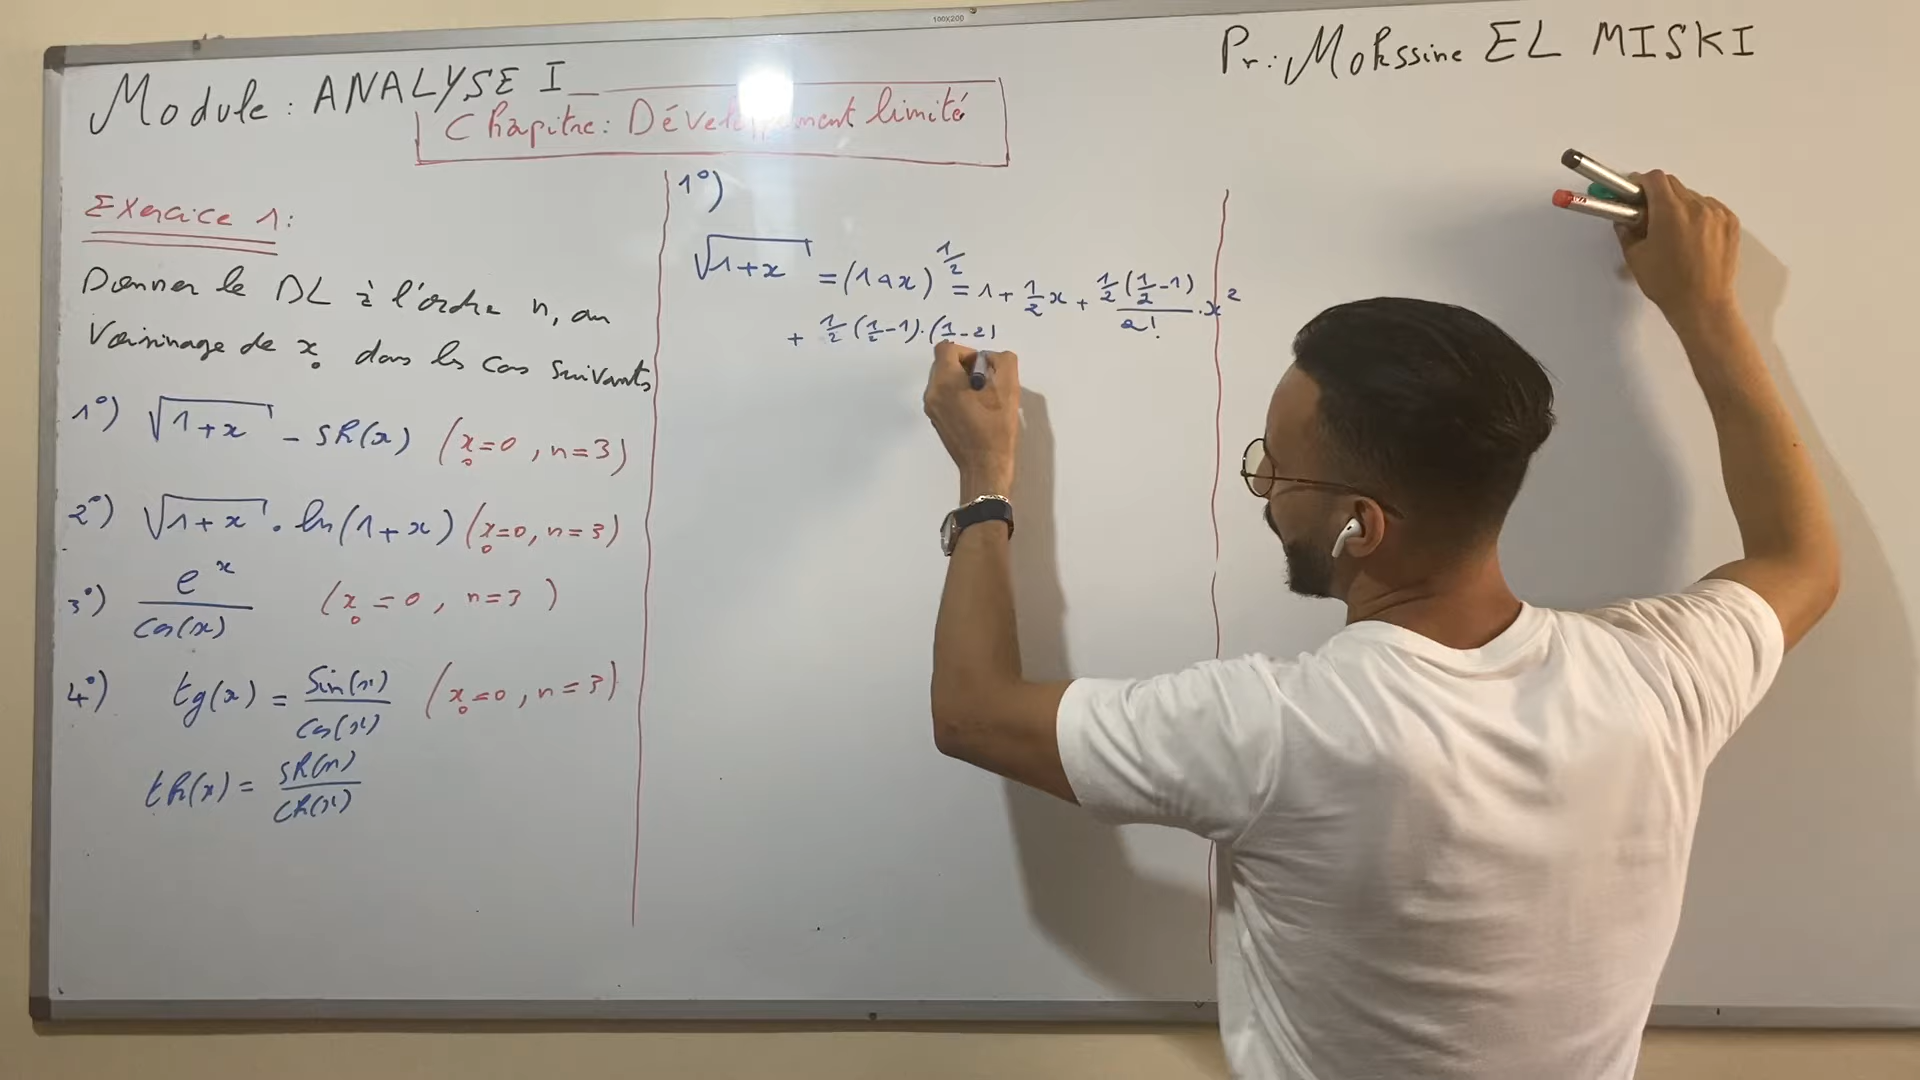 100X200
Module : ANALYSE I
Pr: Mohssine EL MISKI
Chapitre: Développement limité
Exercice 1:
Donner le DL à l'ordre n, au
Voisinage de x₀ dans les cas suivants
1°) √(1+x) - sh(x) (x₀=0, n=3)
2°) √(1+x) . ln(1+x) (x₀=0, n=3)
3°) e^x / cos(x) (x₀=0, n=3)
4°) tg(x) = sin(x) / cos(x) (x₀=0, n=3)
th(x) = sh(x) / ch(x)
1°)
√(1+x) = (1+x)^(1/2) = 1 + 1/2 x + 1/2 (1/2 -1) / 2! . x²
+ 1/2 (1/2 -1).(1/2 -2)